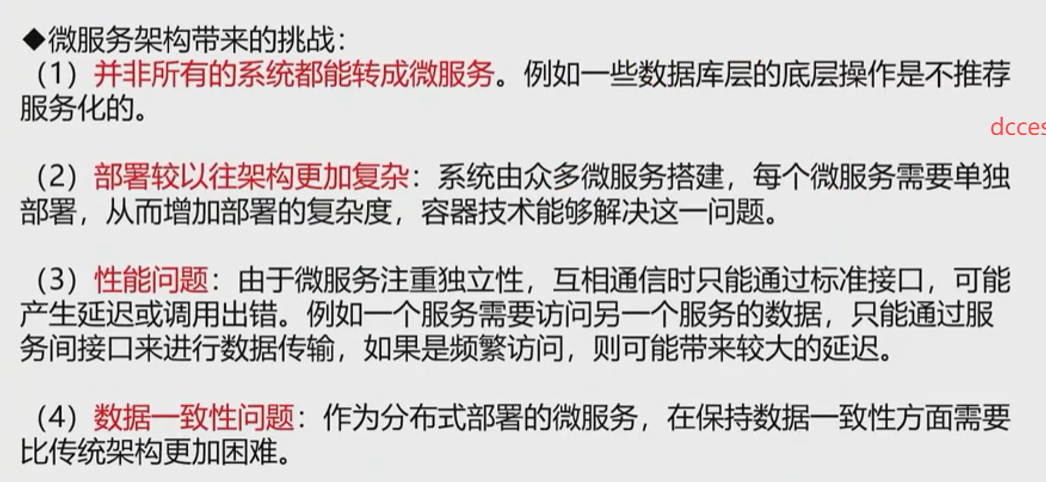 ◆微服务架构带来的挑战：
（1）并非所有的系统都能转成微服务。例如一些数据库层的底层操作是不推荐
服务化的。
dcces
（2）部署较以往架构更加复杂：系统由众多微服务搭建，每个微服务需要单独
部署，从而增加部署的复杂度，容器技术能够解决这一问题。
（3）性能问题：由于微服务注重独立性，互相通信时只能通过标准接口，可能
产生延迟或调用出错。例如一个服务需要访问另一个服务的数据，只能通过服
务间接口来进行数据传输，如果是频繁访问，则可能带来较大的延迟。
（4）数据一致性问题：作为分布式部署的微服务，在保持数据一致性方面需要
比传统架构更加困难。